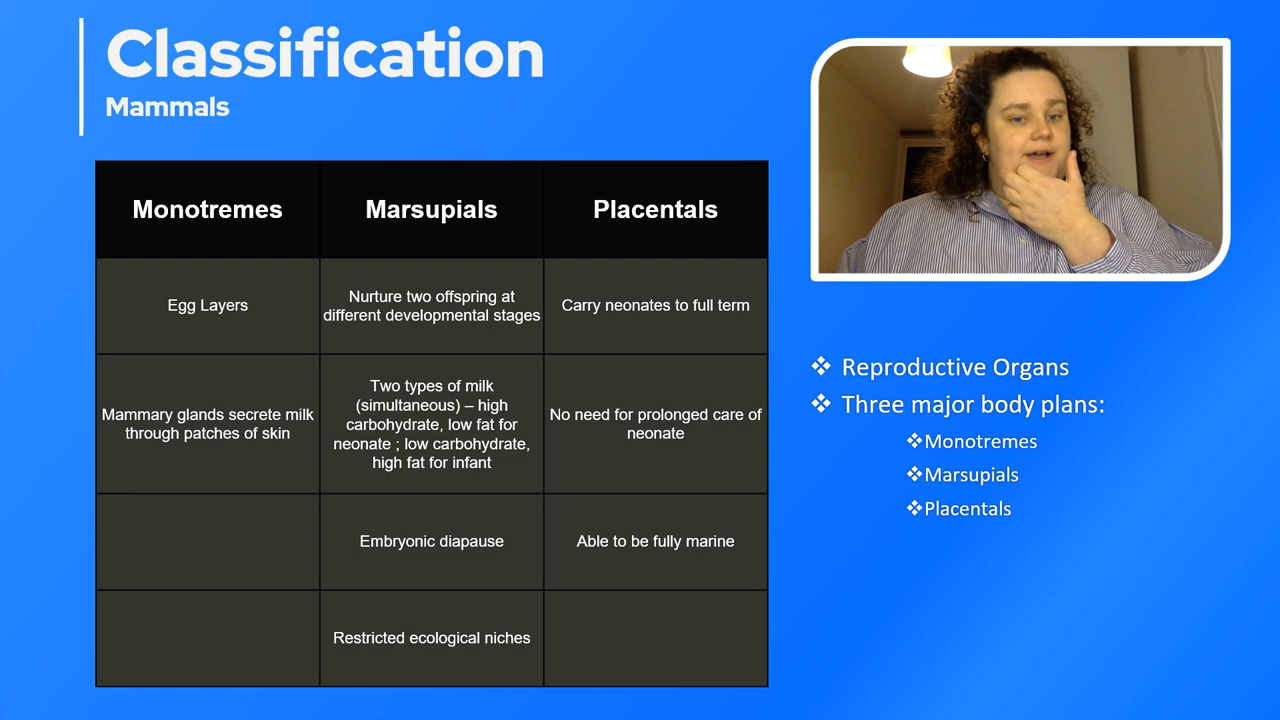 Classification
Mammals
Monotremes
Marsupials
Placentals
Egg Layers
Nurture two offspring at
different developmental stages
Carry neonates to full term
Mammary glands secrete milk
through patches of skin
Two types of milk
(simultaneous) – high
carbohydrate, low fat for
neonate ; low carbohydrate,
high fat for infant
No need for prolonged care of
neonate
Embryonic diapause
Able to be fully marine
Restricted ecological niches
❖ Reproductive Organs
❖ Three major body plans:
❖Monotremes
❖Marsupials
❖Placentals